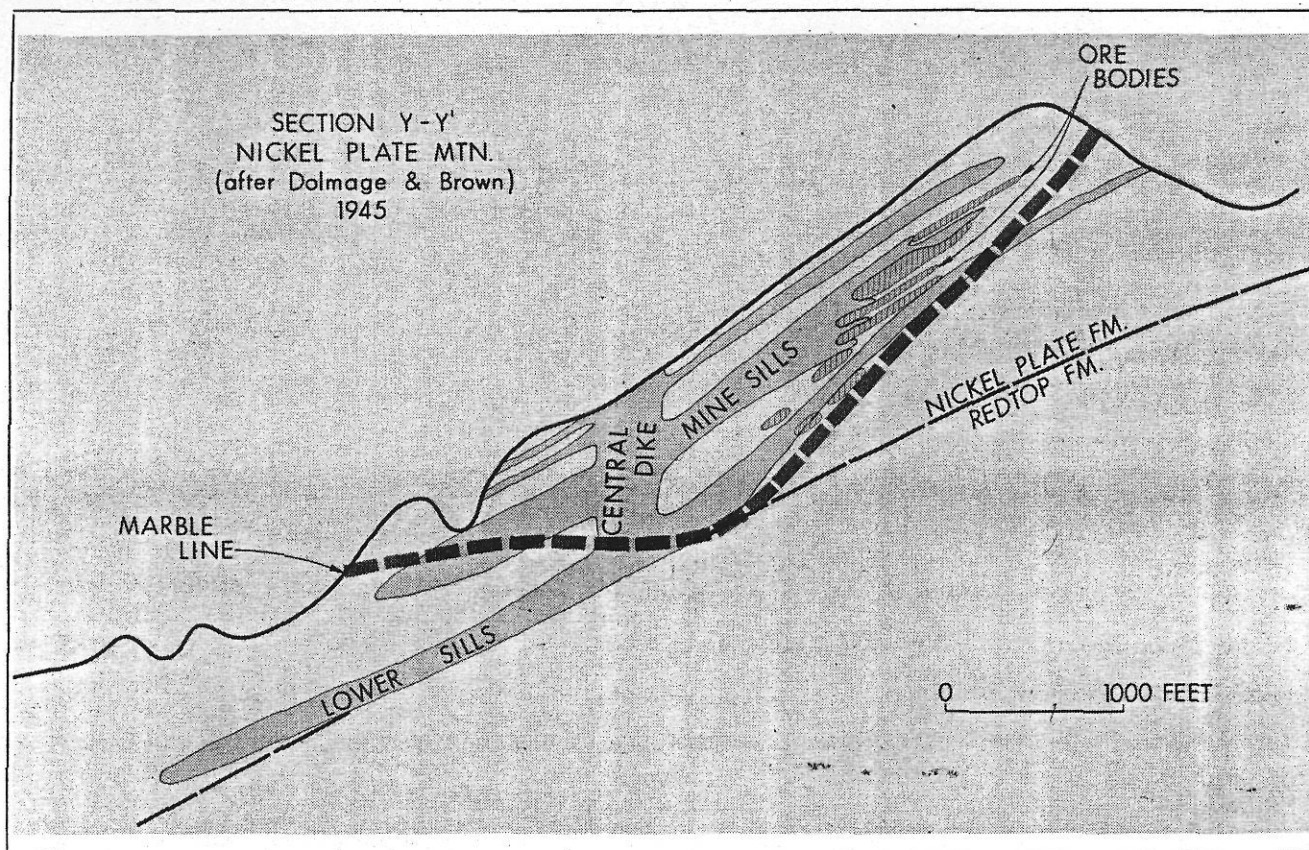 SECTION Y-Y'
NICKEL PLATE MTN.
(after Dolmage & Brown)
1945
ORE
BODIES
MINE SILLS
CENTRAL
DIKE
NICKEL PLATE FM.
REDTOP FM.
MARBLE
LINE
LOWER SILLS
0 1000 FEET